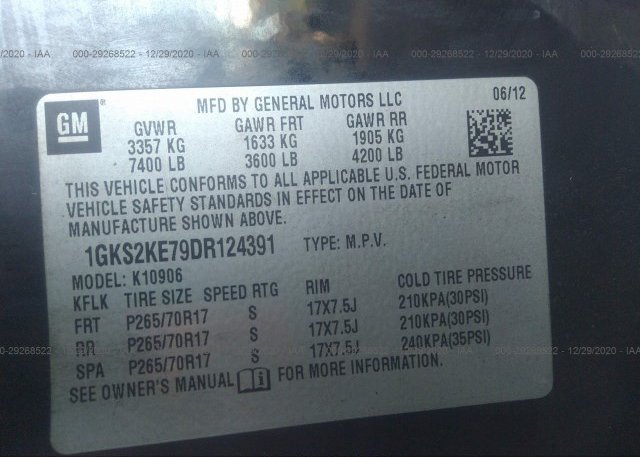 12/29/2020 - IAA 000-29268522 - 12/29/2020 - IAA 000-29268522 - 12/29/2020 - IAA
GM
MFD BY GENERAL MOTORS LLC 06/12
GVWR GAWR FRT GAWR RR
3357 KG 1633 KG 1905 KG
7400 LB 3600 LB 4200 LB
THIS VEHICLE CONFORMS TO ALL APPLICABLE U.S. FEDERAL MOTOR
VEHICLE SAFETY STANDARDS IN EFFECT ON THE DATE OF
MANUFACTURE SHOWN ABOVE.
1GKS2KE79DR124391 TYPE: M.P.V.
MODEL: K10906
KFLK TIRE SIZE SPEED RTG RIM COLD TIRE PRESSURE
FRT P265/70R17 S 17X7.5J 210KPA(30PSI)
RR P265/70R17 S 17X7.5J 210KPA(30PSI)
SPA P265/70R17 S 17X7.5J 240KPA(35PSI)
000-29268522 - 12/29/2020 - IAA 000-29268522 - 12/29/2020 - IAA
SEE OWNER'S MANUAL FOR MORE INFORMATION.